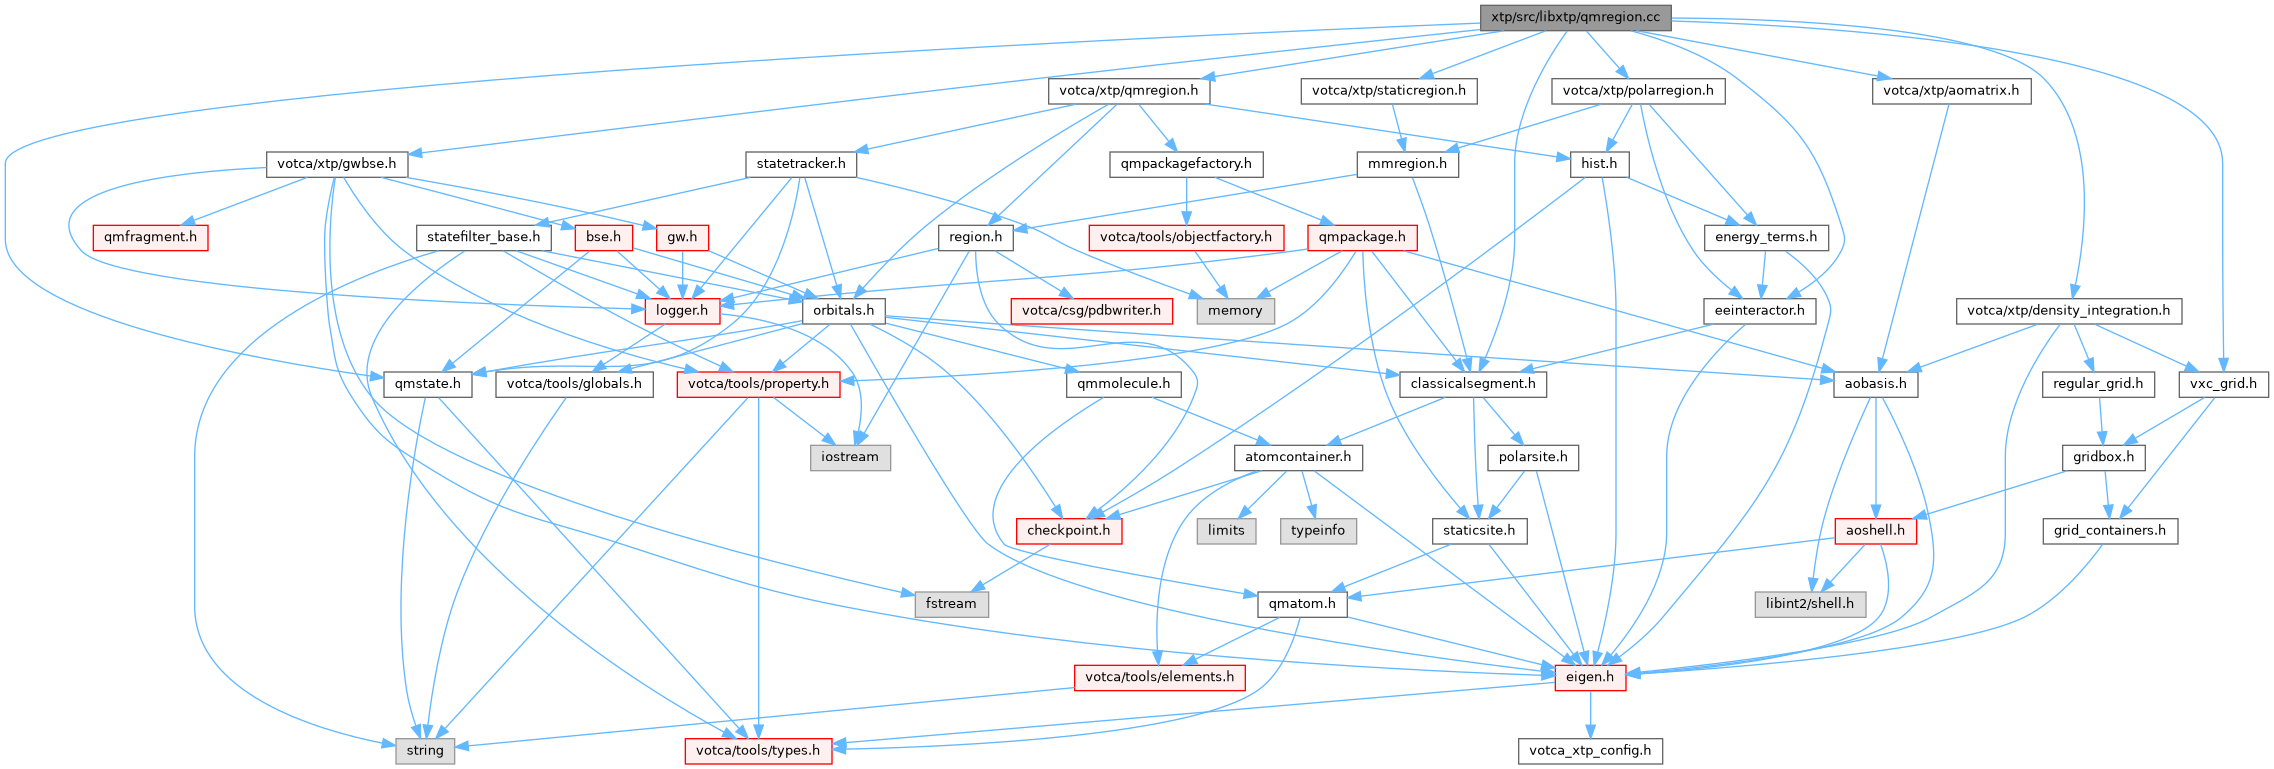 xtp/src/libxtp/qmregion.cc
votca/xtp/qmregion.h
votca/xtp/staticregion.h
votca/xtp/polarregion.h
votca/xtp/aomatrix.h
votca/xtp/gwbse.h
statetracker.h
qmpackagefactory.h
mmregion.h
hist.h
qmfragment.h
statefilter_base.h
bse.h
gw.h
region.h
votca/tools/objectfactory.h
qmpackage.h
energy_terms.h
logger.h
orbitals.h
votca/csg/pdbwriter.h
memory
eeinteractor.h
votca/xtp/density_integration.h
qmstate.h
votca/tools/globals.h
votca/tools/property.h
qmmolecule.h
classicalsegment.h
aobasis.h
regular_grid.h
vxc_grid.h
iostream
atomcontainer.h
polarsite.h
gridbox.h
checkpoint.h
limits
typeinfo
staticsite.h
aoshell.h
grid_containers.h
fstream
qmatom.h
libint2/shell.h
votca/tools/elements.h
eigen.h
string
votca/tools/types.h
votca_xtp_config.h